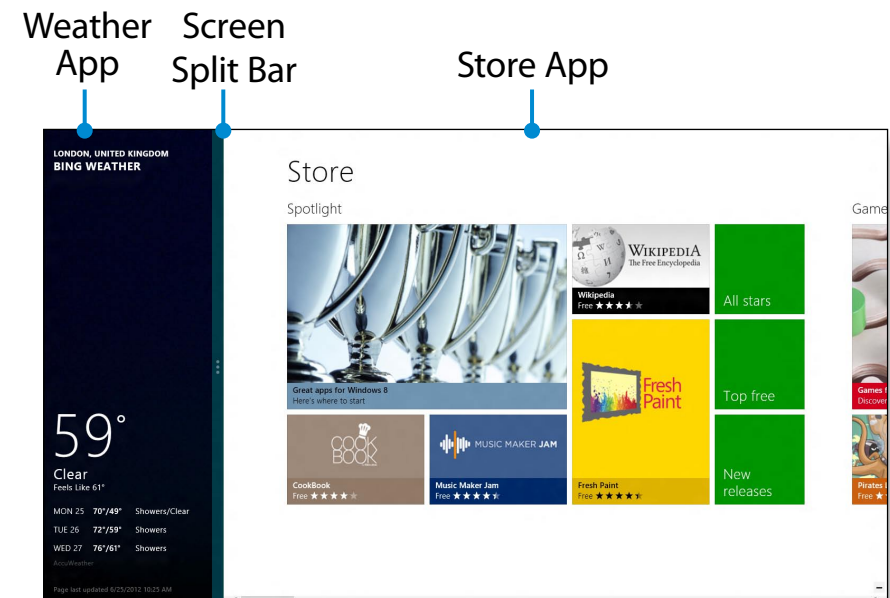 Weather App
Screen Split Bar
Store App
LONDON, UNITED KINGDOM
BING WEATHER
59°
Clear
Feels Like 61°
MON 25 70°/49° Showers/Clear
TUE 26 72°/59° Showers
WED 27 76°/61° Showers
AccuWeather
Page last updated 6/25/2012 10:25 AM
Store
Spotlight
Great apps for Windows 8
Here's where to start
WIKIPEDIA
The Free Encyclopedia
Wikipedia
Free ★★★★★
All stars
Fresh Paint
Fresh Paint
Free ★★★★★
Top free
New releases
COOK BOOK
CookBook
Free ★★★★★
MUSIC MAKER JAM
Music Maker Jam
Free ★★★★★
Game
Games f
Discover
Pirates
Free ★